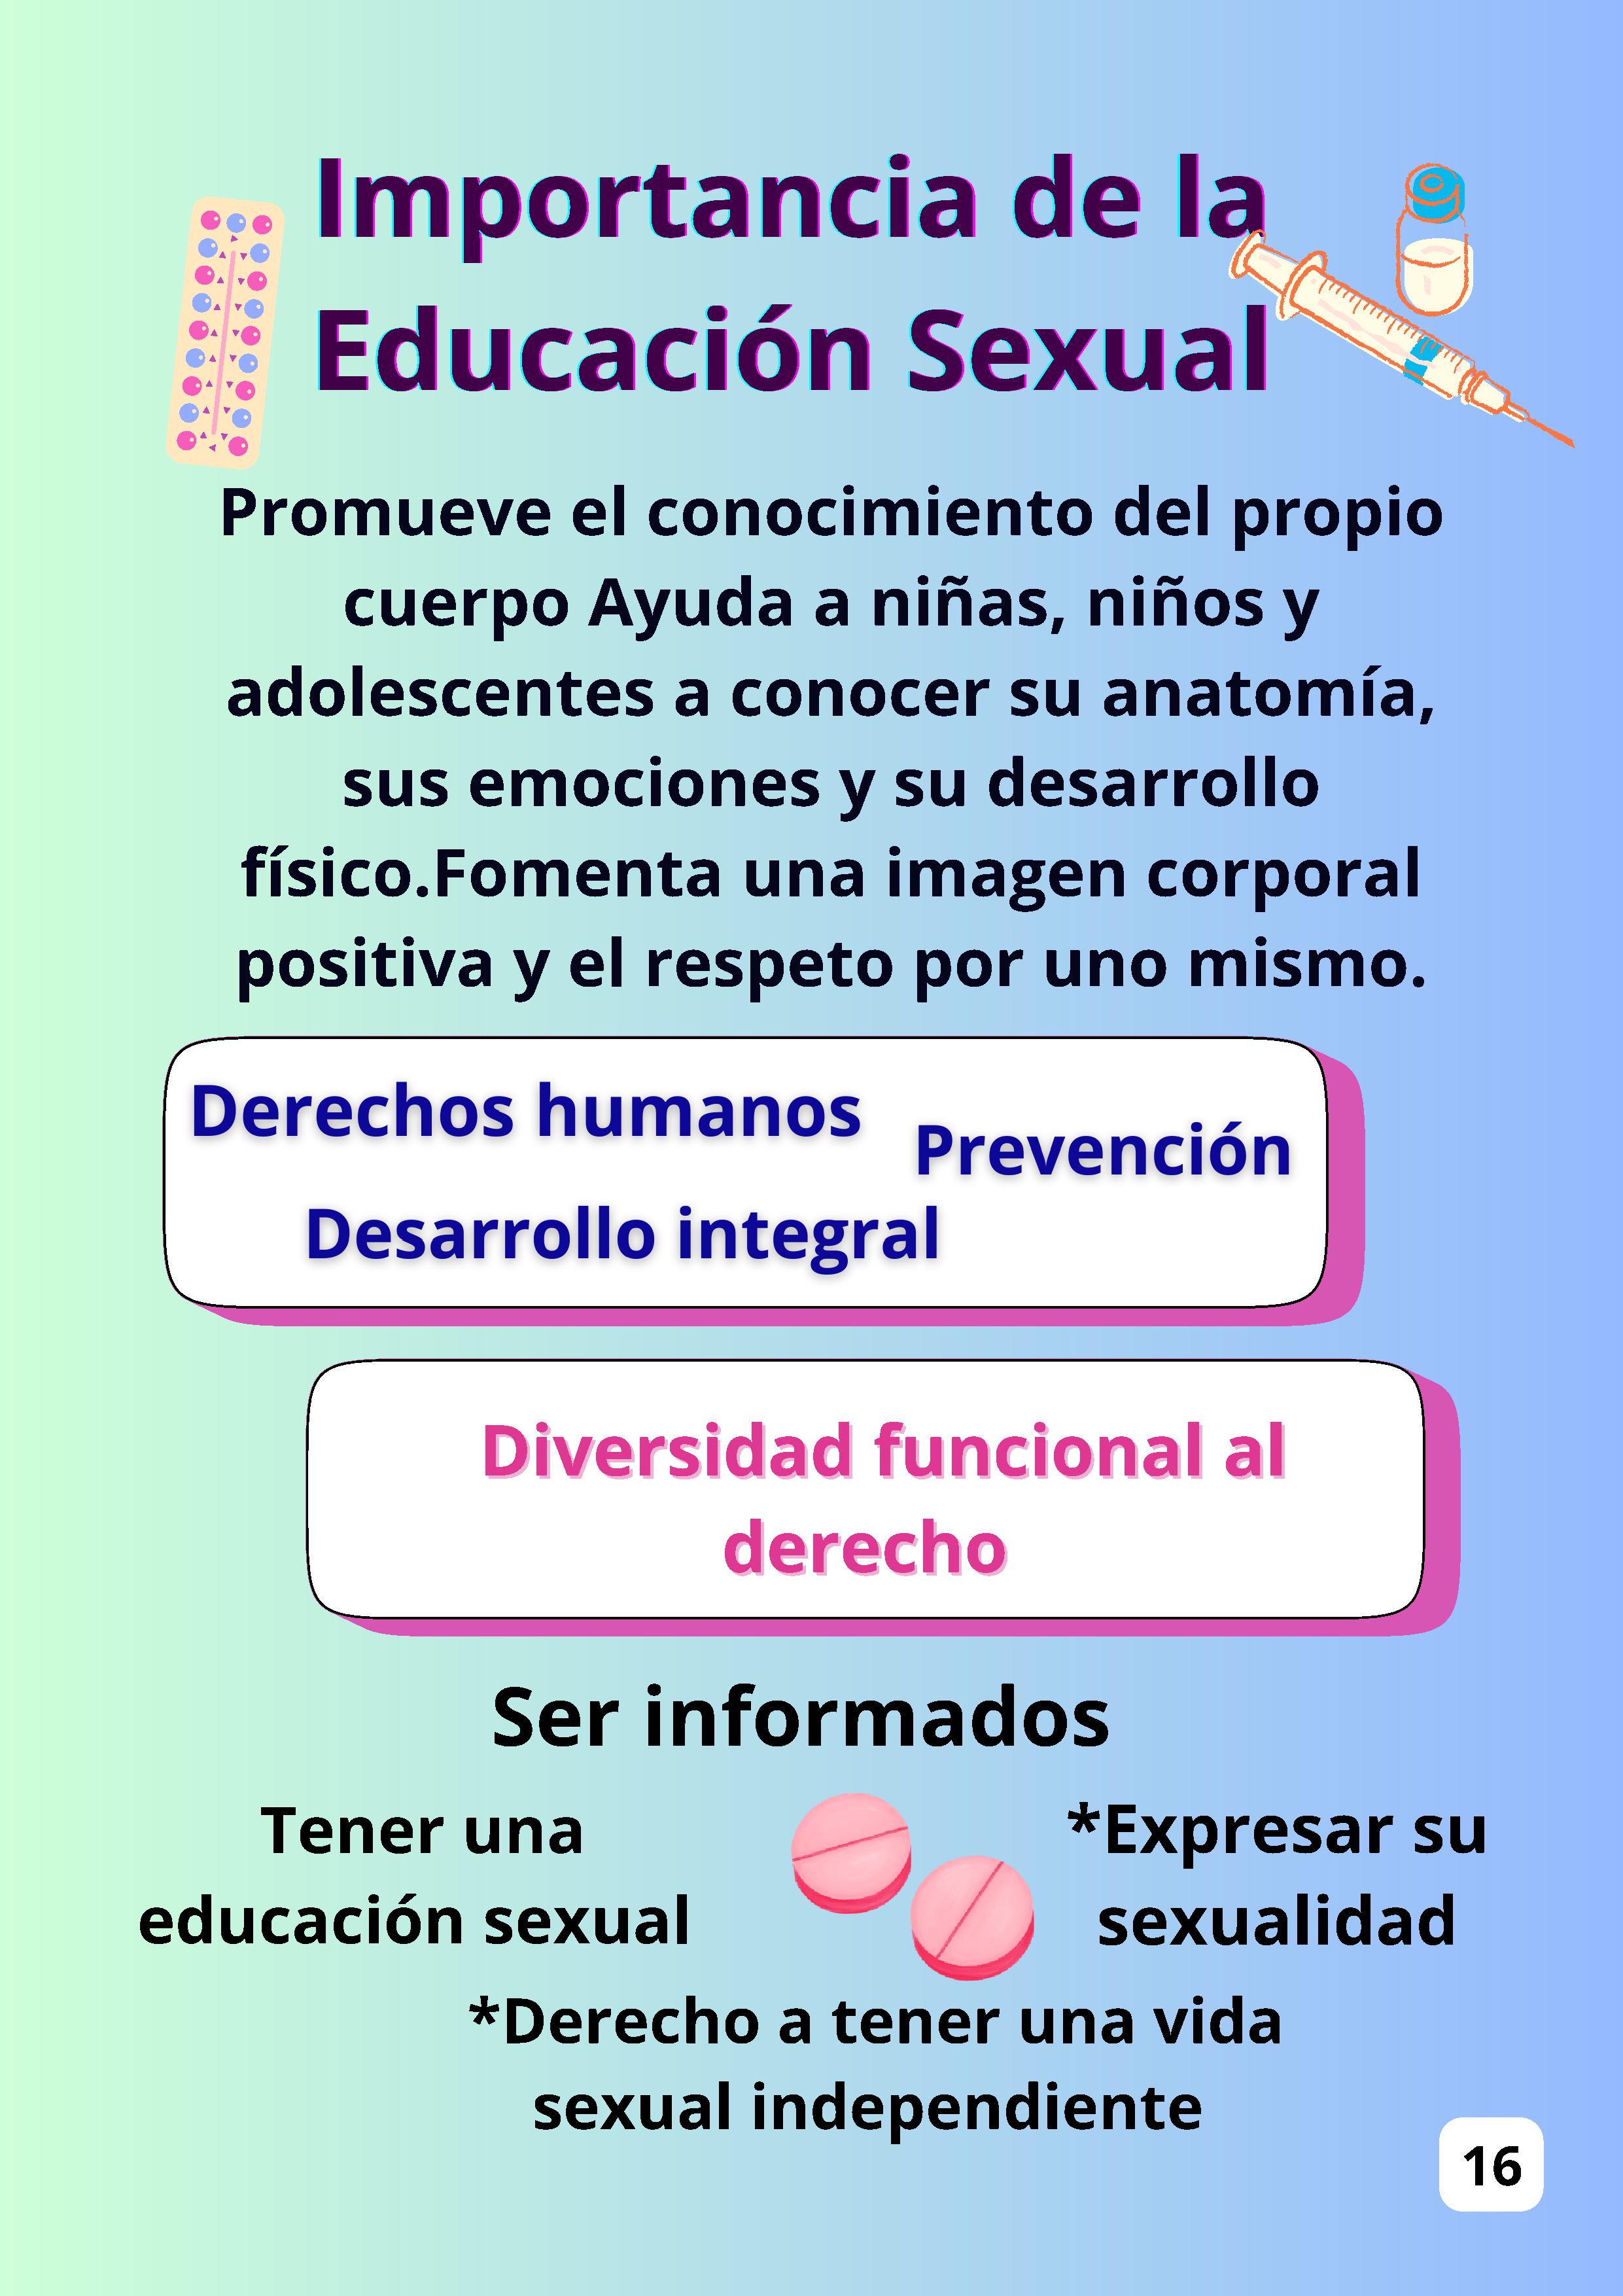 Importancia de la
Educación Sexual
Promueve el conocimiento del propio
cuerpo Ayuda a niñas, niños y
adolescentes a conocer su anatomía,
sus emociones y su desarrollo
físico.Fomenta una imagen corporal
positiva y el respeto por uno mismo.
Derechos humanos
Prevención
Desarrollo integral
Diversidad funcional al
derecho
Ser informados
Tener una
educación sexual
*Expresar su
sexualidad
*Derecho a tener una vida
sexual independiente
16